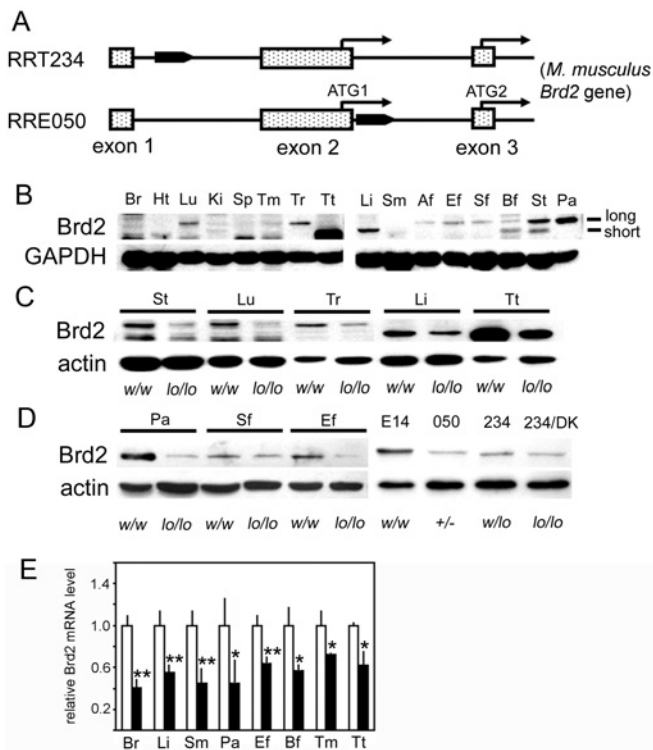 A
RRT234
(M. musculus
Brd2 gene)
ATG1 ATG2
RRE050
exon 1 exon 2 exon 3
B
Br Ht Lu Ki Sp Tm Tr Tt Li Sm Af Ef Sf Bf St Pa
Brd2
long
short
GAPDH
C
St Lu Tr Li Tt
Brd2
actin
w/w lo/lo w/w lo/lo w/w lo/lo w/w lo/lo w/w lo/lo
D
Pa Sf Ef E14 050 234 234/DK
Brd2
actin
w/w lo/lo w/w lo/lo w/w lo/lo w/w +/- w/lo lo/lo
E
relative Brd2 mRNA level
1.4
1.0
0.6
0.2
** ** ** * ** * * *
Br Li Sm Pa Ef Bf Tm Tt